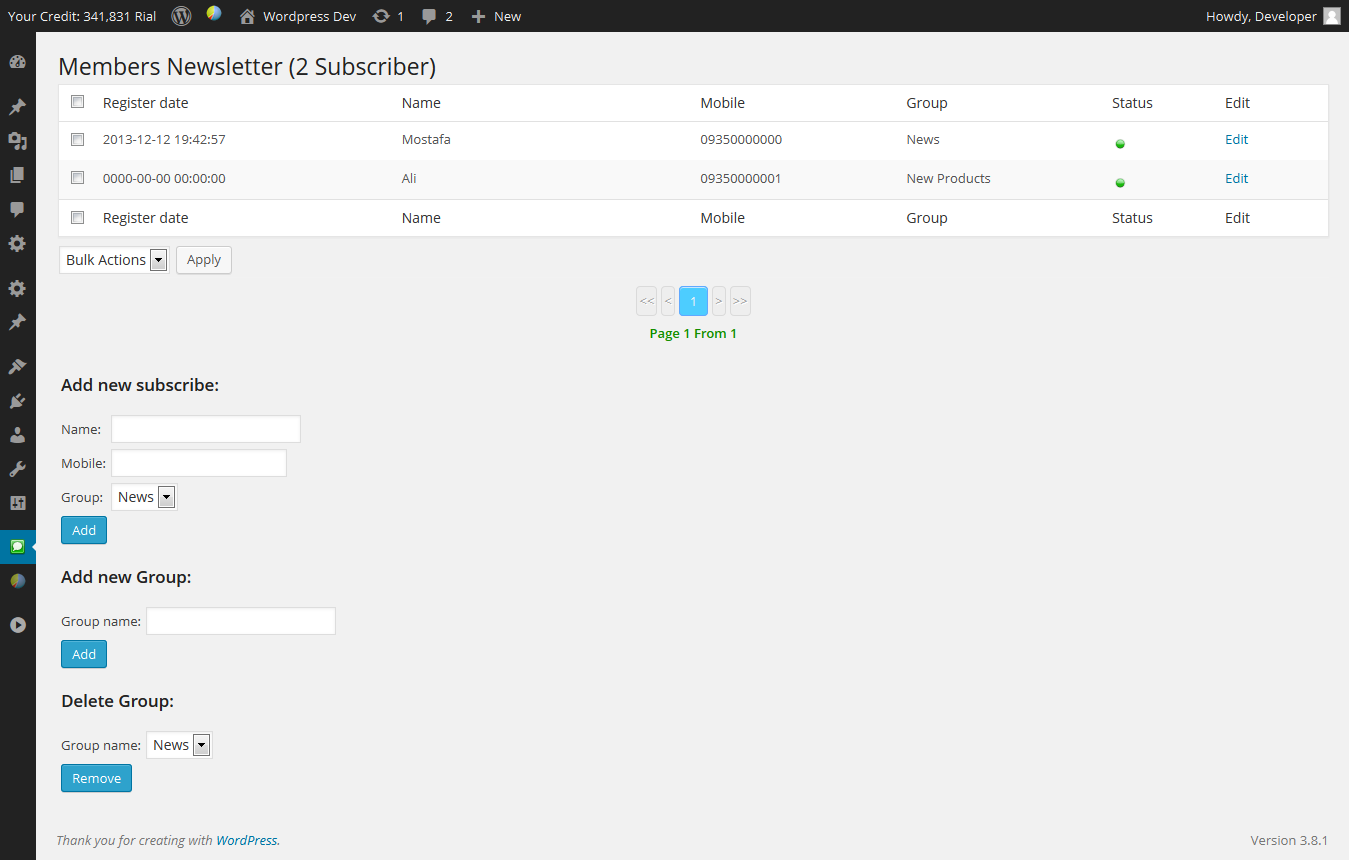 Your Credit: 341,831 Rial Wordpress Dev 1 2 New Howdy, Developer
Members Newsletter (2 Subscriber)
Register date Name Mobile Group Status Edit
2013-12-12 19:42:57 Mostafa 09350000000 News Edit
0000-00-00 00:00:00 Ali 09350000001 New Products Edit
Register date Name Mobile Group Status Edit
Bulk Actions Apply
<< < 1 > >>
Page 1 From 1
Add new subscribe:
Name:
Mobile:
Group: News
Add
Add new Group:
Group name:
Add
Delete Group:
Group name: News
Remove
Thank you for creating with WordPress. Version 3.8.1